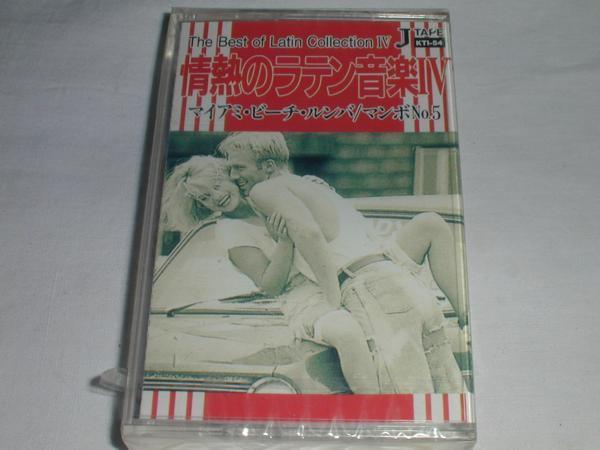 The Best of Latin Collection IV
J TAPE
KTI-54
情熱のラテン音楽IV
マイアミ・ビーチ・ルンバ/マンボNo.5